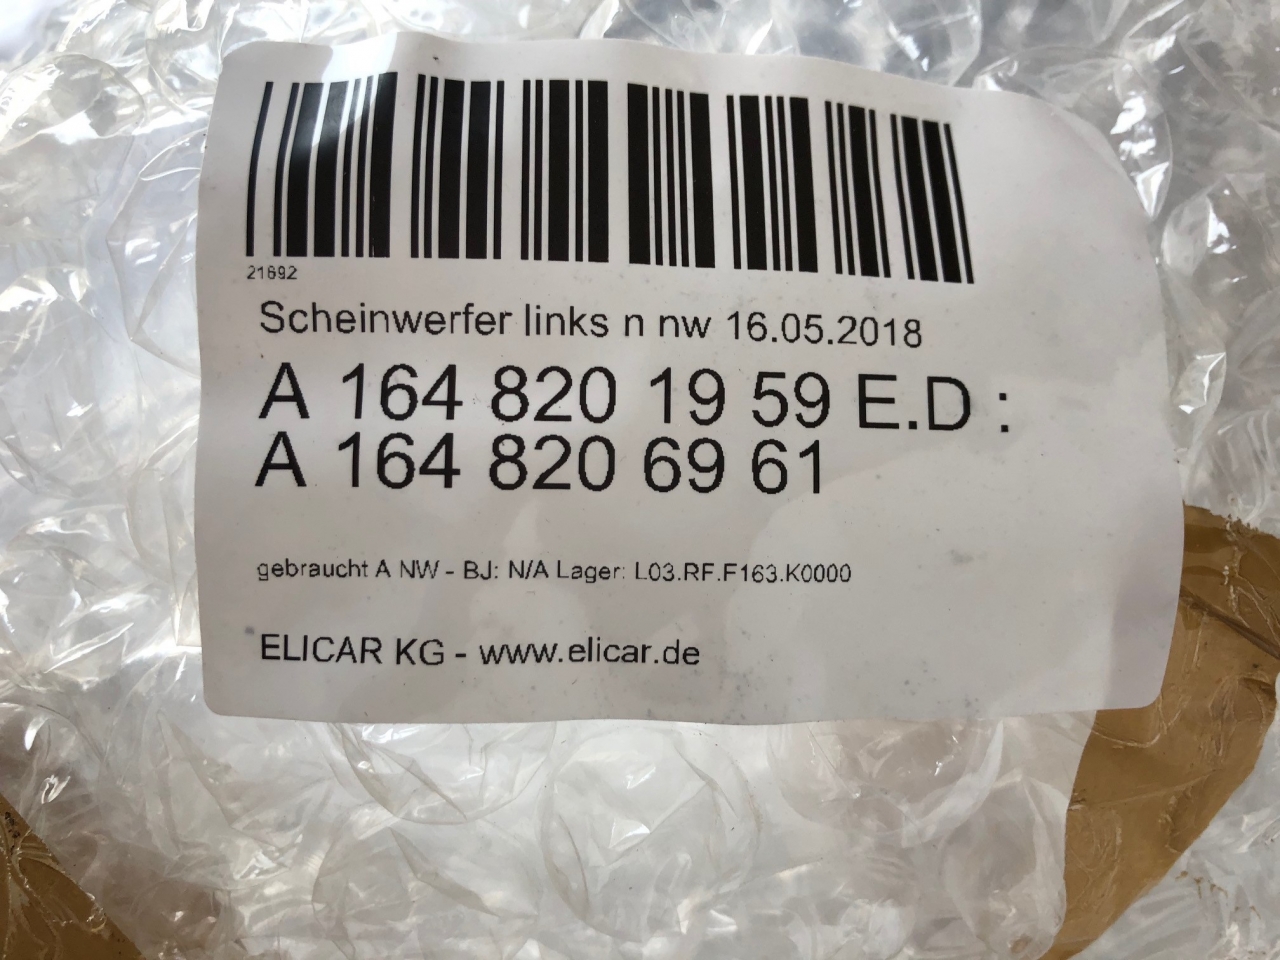 21692
Scheinwerfer links n nw 16.05.2018
A 164 820 19 59 E.D :
A 164 820 69 61
gebraucht A NW - BJ: N/A Lager: L03.RF.F163.K0000
ELICAR KG - www.elicar.de